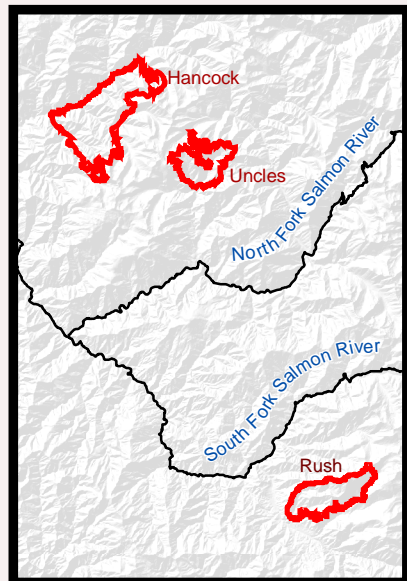 Hancock
Uncles
North Fork Salmon River
South Fork Salmon River
Rush